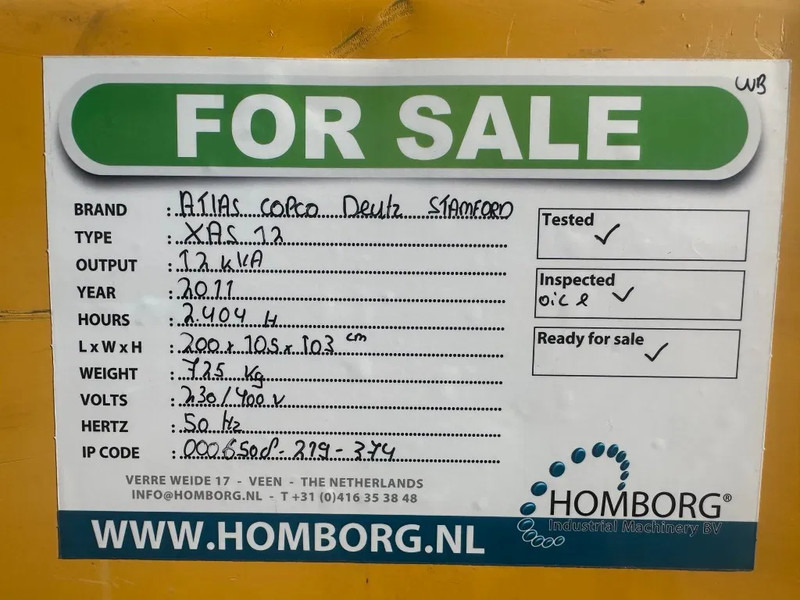 WB
FOR SALE
BRAND : ATLAS COPCO Deutz STAMFORD
TYPE : XAS 12
OUTPUT : 12 kVA
YEAR : 2011
HOURS : 2.404 H
L x W x H : 200 x 105 x 103 cm
WEIGHT : 725 kg
VOLTS : 230/400 V
HERTZ : 50 Hz
IP CODE : 219-374
Tested ✓
Inspected ✓
Ready for sale ✓
VERRE WEIDE 17 - VEEN - THE NETHERLANDS
INFO@HOMBORG.NL - T +31 (0)416 35 38 48
HOMBORG®
Industrial Machinery BV
WWW.HOMBORG.NL